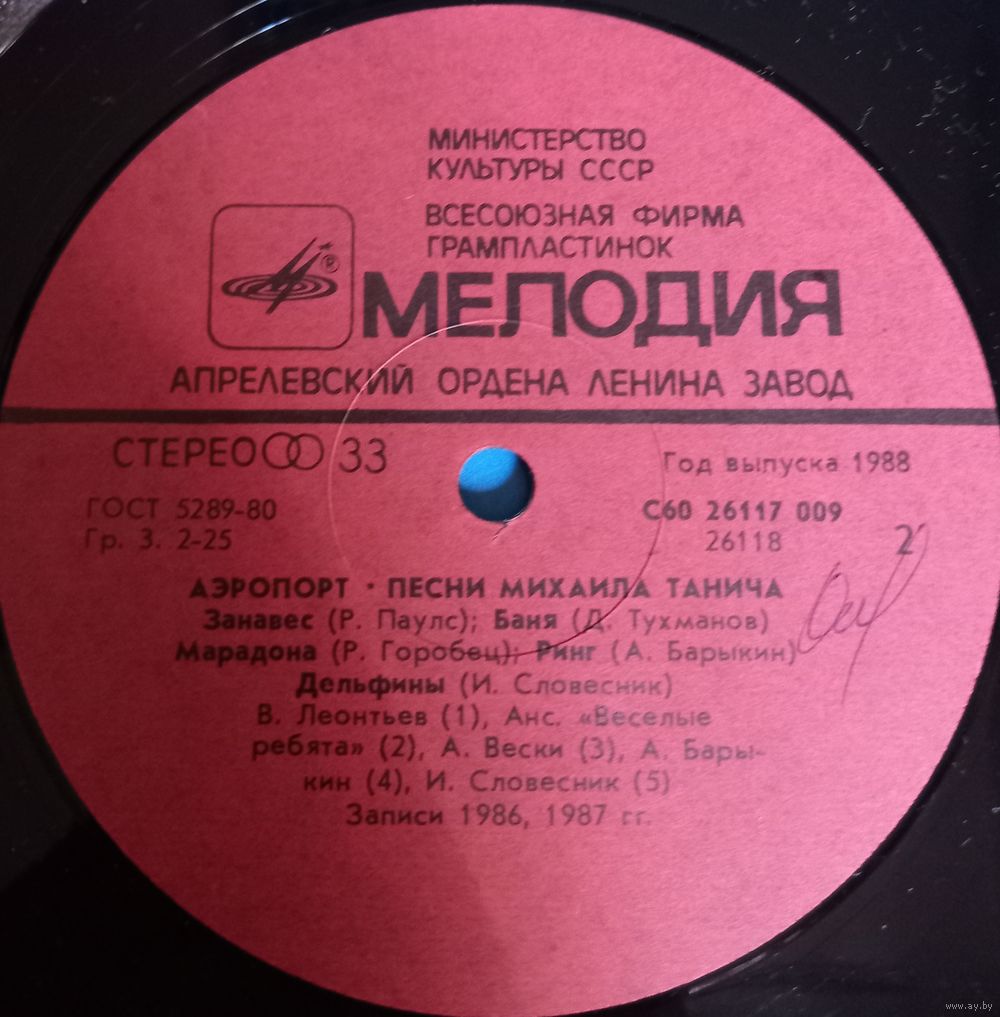 МИНИСТЕРСТВО
КУЛЬТУРЫ СССР
ВСЕСОЮЗНАЯ ФИРМА
ГРАМПЛАСТИНОК
®
МЕЛОДИЯ
АПРЕЛЕВСКИЙ ОРДЕНА ЛЕНИНА ЗАВОД
СТЕРЕО 33
Год выпуска 1988
ГОСТ 5289-80
С60 26117 009
Гр. 3. 2-25
26118 2
АЭРОПОРТ · ПЕСНИ МИХАИЛА ТАНИЧА
Занавес (Р. Паулс); Баня (Д. Тухманов)
Марадона (Р. Горобец); Ринг (А. Барыкин)
Дельфины (И. Словесник)
В. Леонтьев (1), Анс. «Веселые
ребята» (2), А. Вески (3), А. Бары-
кин (4), И. Словесник (5)
Записи 1986, 1987 гг.
www.ay.by